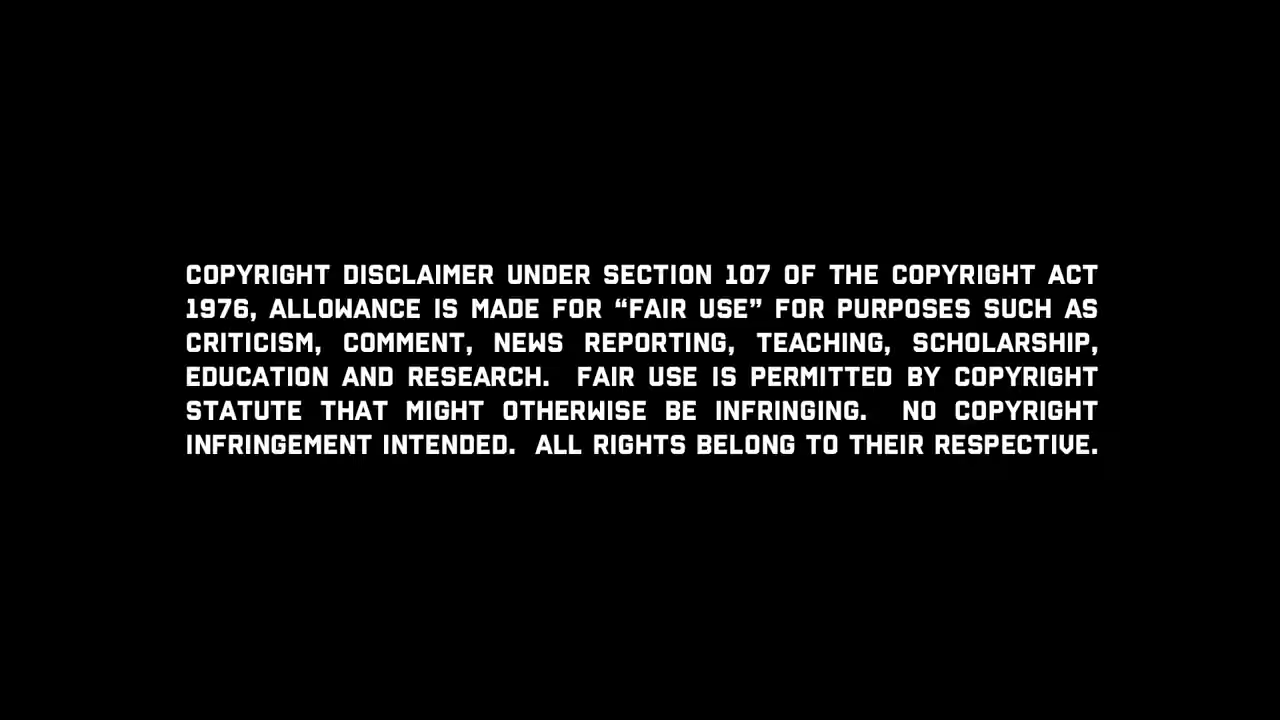 COPYRIGHT DISCLAIMER UNDER SECTION 107 OF THE COPYRIGHT ACT
1976, ALLOWANCE IS MADE FOR “FAIR USE” FOR PURPOSES SUCH AS
CRITICISM, COMMENT, NEWS REPORTING, TEACHING, SCHOLARSHIP,
EDUCATION AND RESEARCH. FAIR USE IS PERMITTED BY COPYRIGHT
STATUTE THAT MIGHT OTHERWISE BE INFRINGING. NO COPYRIGHT
INFRINGEMENT INTENDED. ALL RIGHTS BELONG TO THEIR RESPECTIVE.